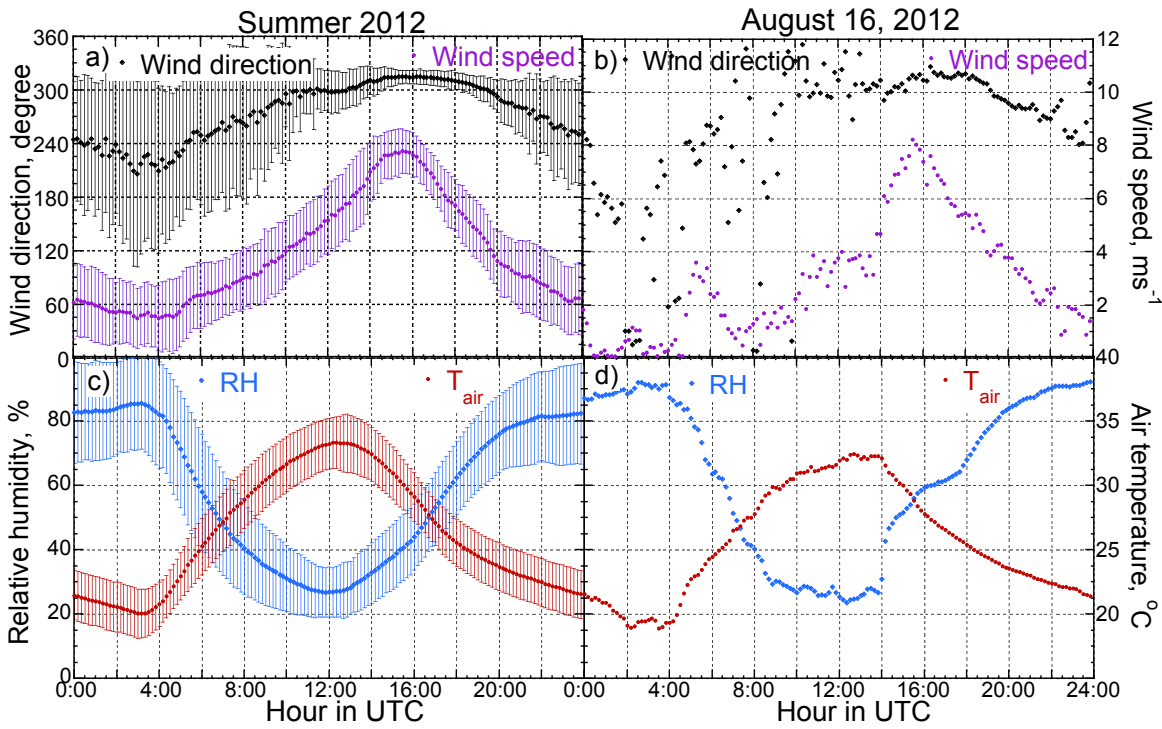 Summer 2012
August 16, 2012
360
300
240
180
120
60
0
Wind direction, degree
a)
Wind direction
Wind speed
b)
Wind direction
Wind speed
12
10
8
6
4
2
Wind speed, ms-1
80
60
40
20
0
Relative humidity, %
c)
RH
Tair
d)
RH
Tair
40
35
30
25
20
Air temperature, oC
0:00 4:00 8:00 12:00 16:00 20:00 0:00 4:00 8:00 12:00 16:00 20:00 24:00
Hour in UTC
Hour in UTC